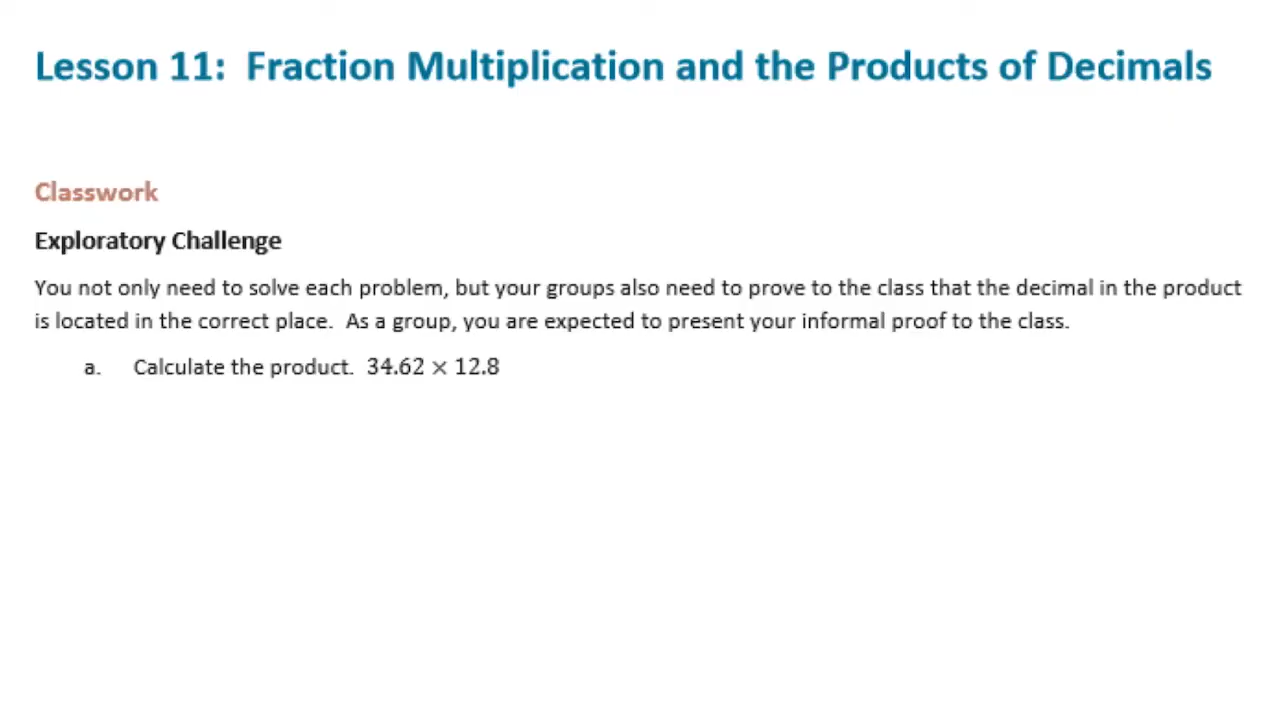 Lesson 11:  Fraction Multiplication and the Products of Decimals
Classwork
Exploratory Challenge
You not only need to solve each problem, but your groups also need to prove to the class that the decimal in the product
is located in the correct place.  As a group, you are expected to present your informal proof to the class.
a.    Calculate the product.  34.62 × 12.8